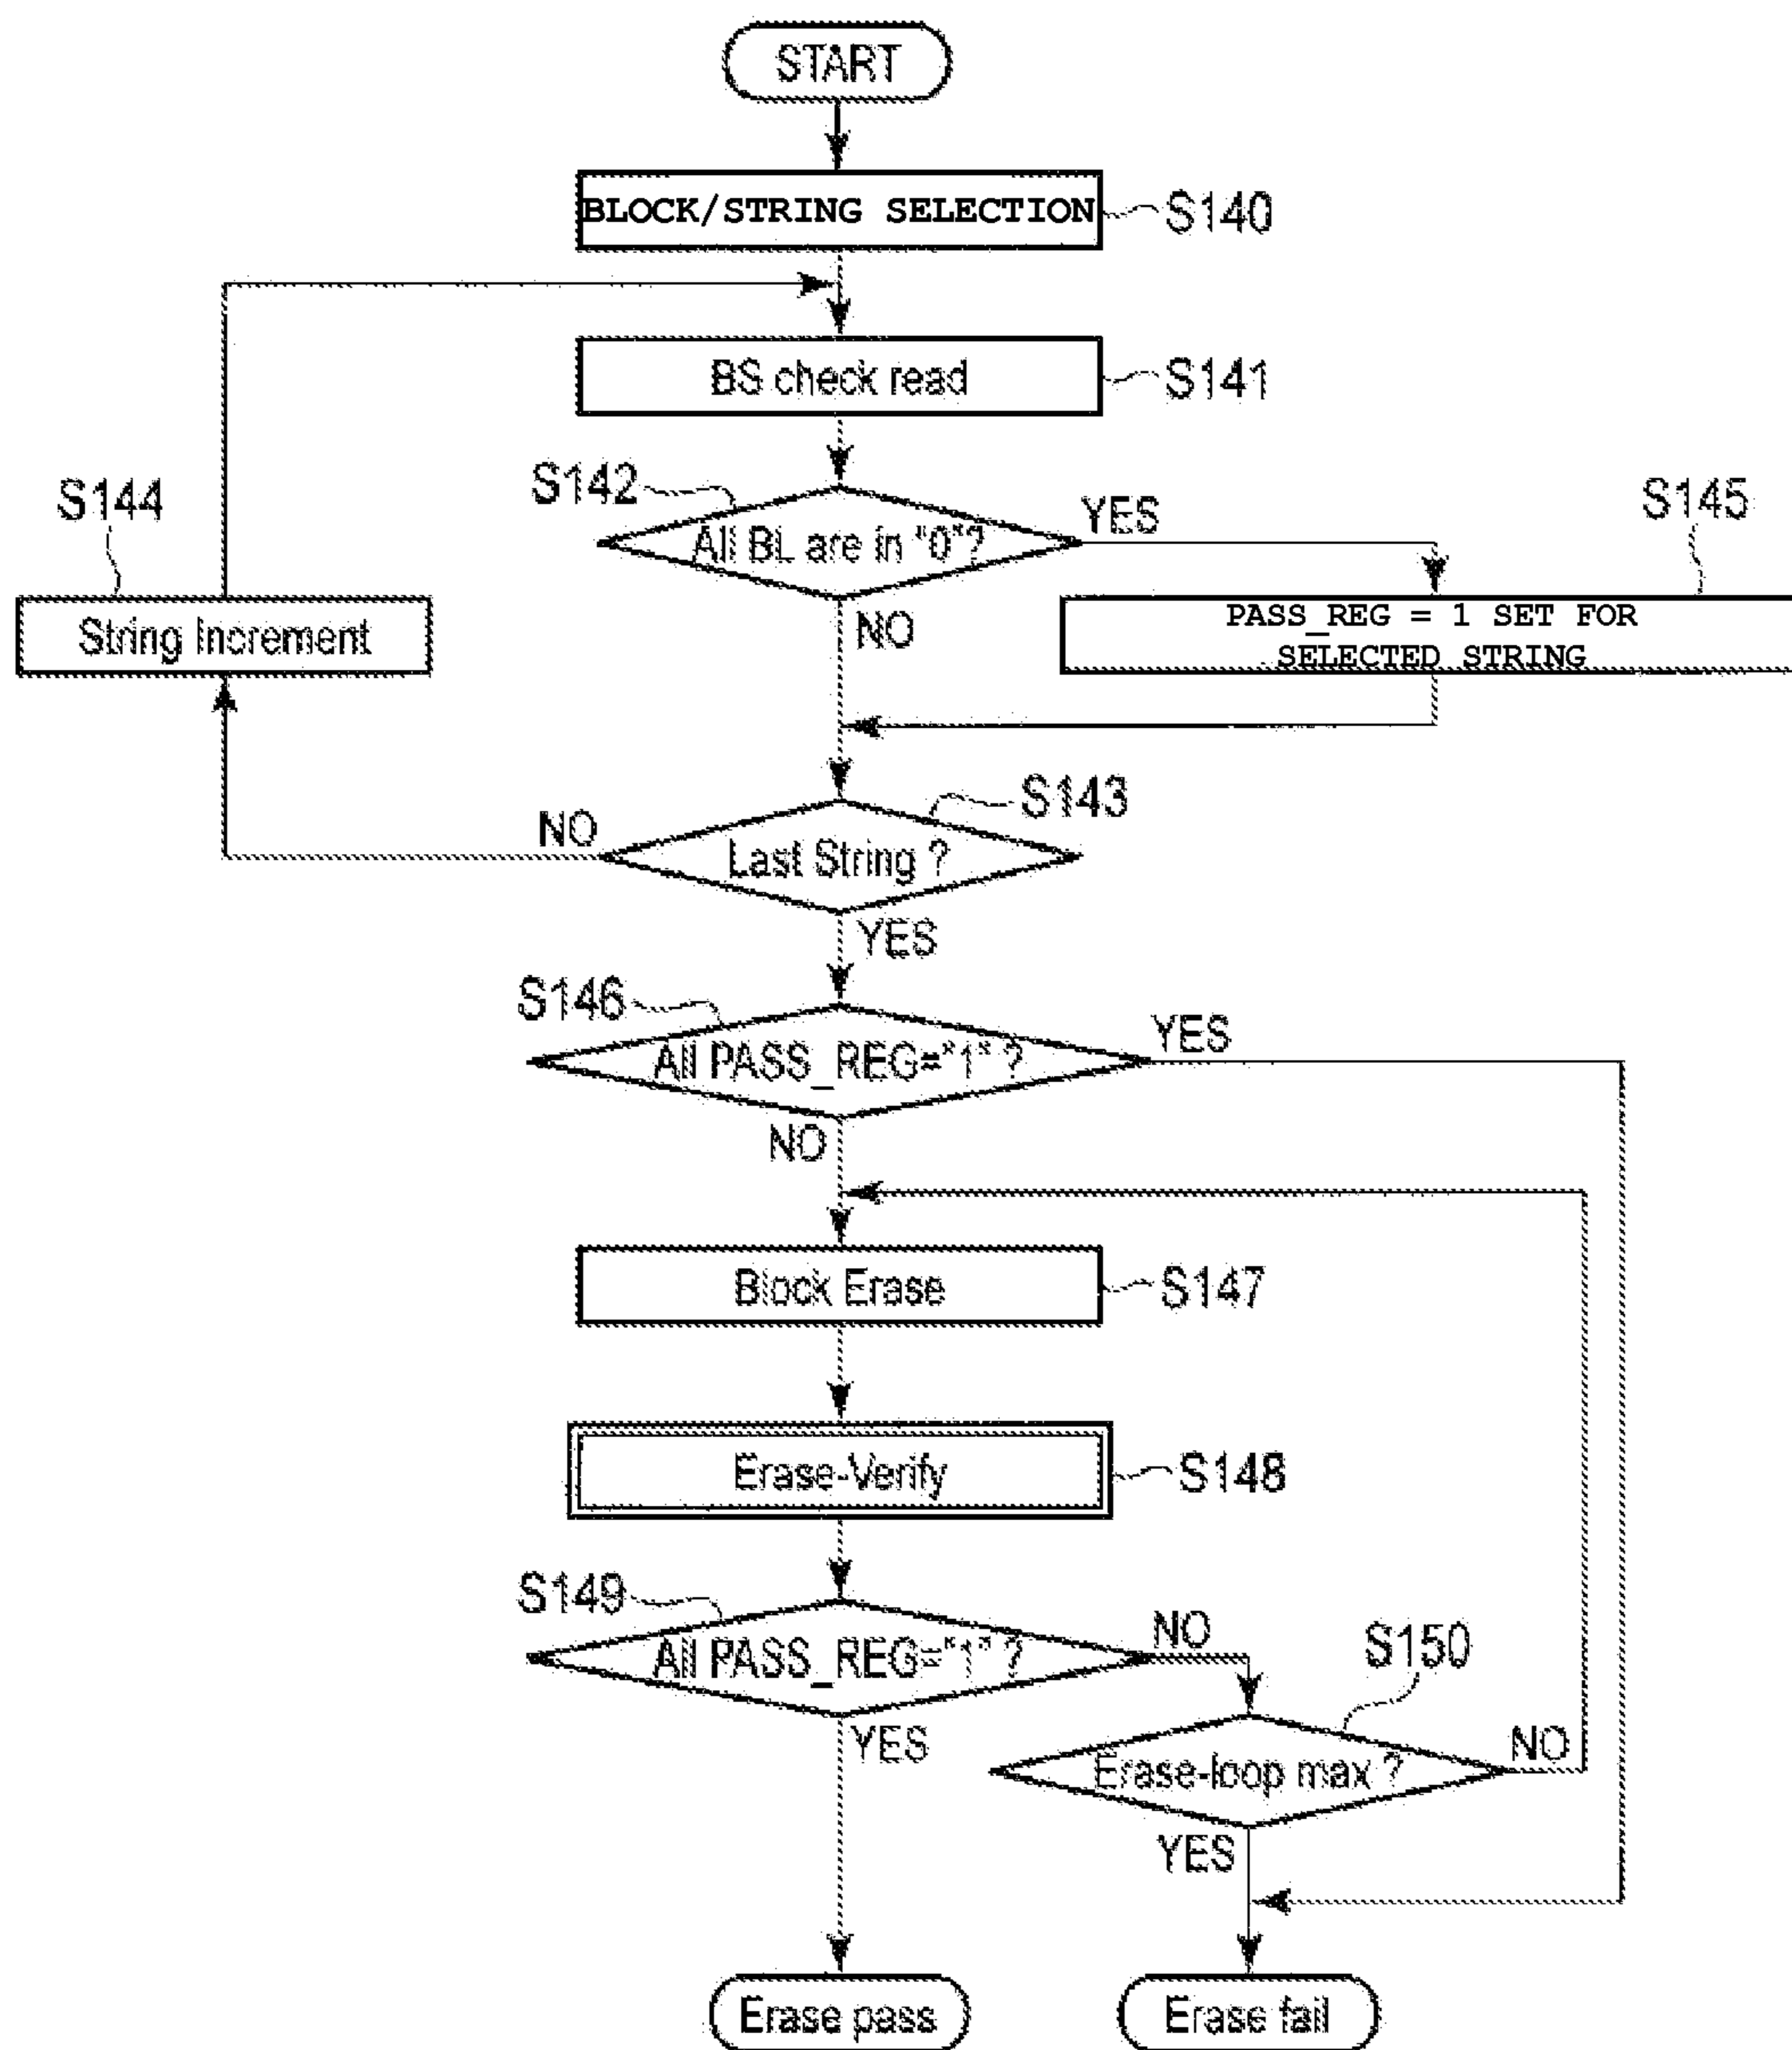 START
BLOCK/STRING SELECTION
S140
BS check read
S141
S142
All BL are in "0"?
YES
NO
S145
PASS_REG = 1 SET FOR
SELECTED STRING
S144
String Increment
S143
Last String ?
NO
YES
S146
All PASS_REG="1" ?
YES
NO
Block Erase
S147
Erase-Verify
S148
S149
All PASS_REG="1" ?
NO
YES
S150
Erase-loop max ?
NO
YES
Erase pass
Erase fail